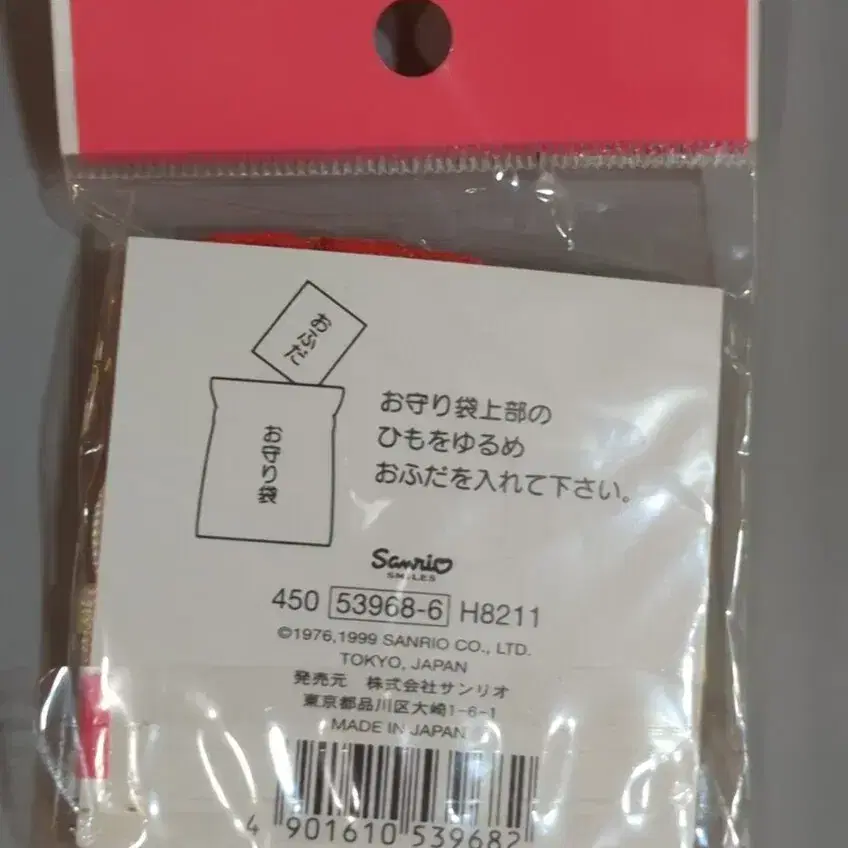 おふだ
お守り袋
お守り袋上部の
ひもをゆるめ
おふだを入れて下さい。
Sanrio
SMILES
450 53968-6 H8211
©1976,1999 SANRIO CO., LTD.
TOKYO, JAPAN
発売元 株式会社サンリオ
東京都品川区大崎1-6-1
MADE IN JAPAN
4 901610 539682